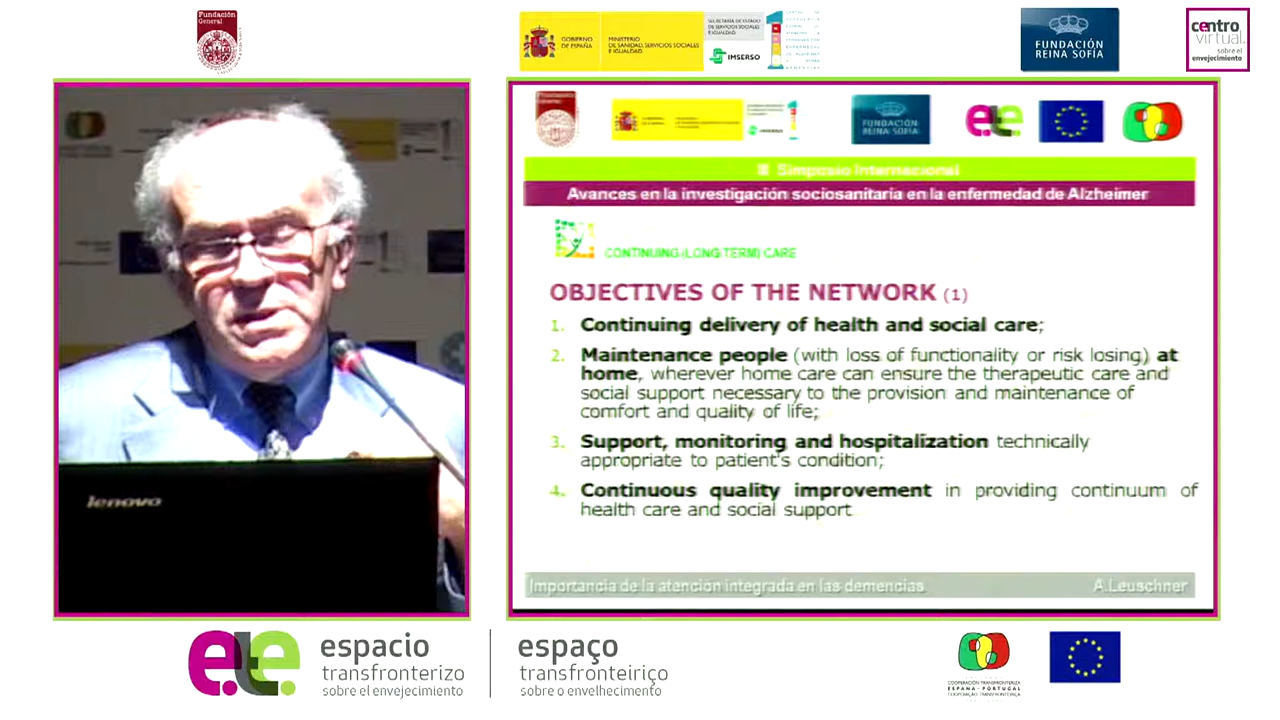 Fundación
General
GOBIERNO
DE ESPAÑA
MINISTERIO
DE SANIDAD, SERVICIOS SOCIALES
E IGUALDAD
SECRETARÍA DE ESTADO
DE SERVICIOS SOCIALES
E IGUALDAD
IMSERSO
FUNDACIÓN
REINA SOFÍA
centro
virtual
sobre el
envejecimiento
FUNDACIÓN
REINA SOFÍA
ete
Simposio Internacional
Avances en la investigación sociosanitaria en la enfermedad de Alzheimer
CONTINUING (LONG TERM) CARE
OBJECTIVES OF THE NETWORK (1)
1. Continuing delivery of health and social care;
2. Maintenance people (with loss of functionality or risk losing) at
home, wherever home care can ensure the therapeutic care and
social support necessary to the provision and maintenance of
comfort and quality of life;
3. Support, monitoring and hospitalization technically
appropriate to patient's condition;
4. Continuous quality improvement in providing continuum of
health care and social support
Importancia de la atención integrada en las demencias A.Leuschner
lenovo
ete
espacio
transfronterizo
sobre el envejecimiento
espaço
transfronteiriço
sobre o envelhecimento
COOPERACIÓN TRANSFRONTERIZA
ESPAÑA - PORTUGAL
COOPERAÇÃO TRANSFRONTEIRIÇA